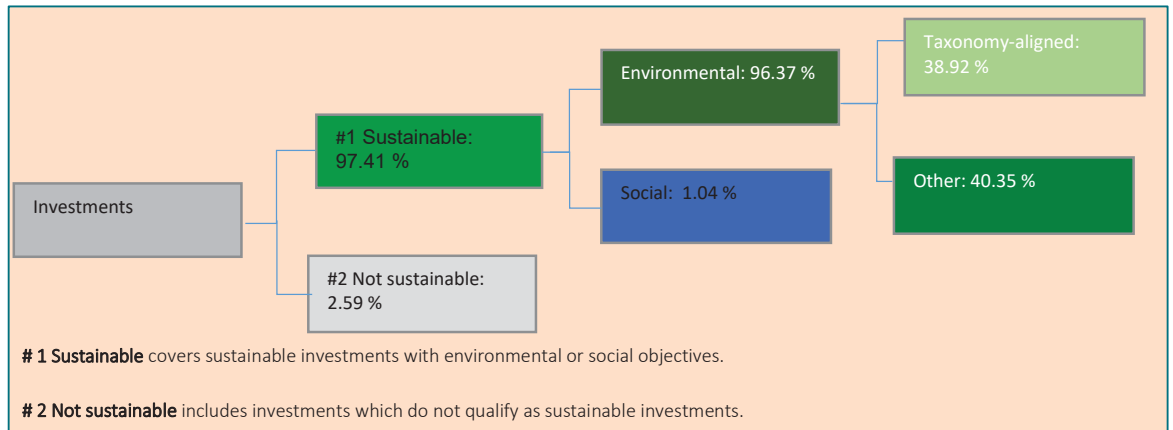 Investments
#1 Sustainable:
97.41 %
#2 Not sustainable:
2.59 %
Environmental: 96.37 %
Social:  1.04 %
Taxonomy-aligned:
38.92 %
Other: 40.35 %
# 1 Sustainable covers sustainable investments with environmental or social objectives.
# 2 Not sustainable includes investments which do not qualify as sustainable investments.